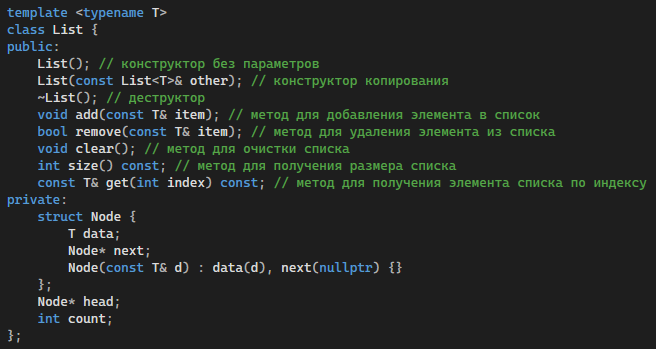 template <typename T>
class List {
public:
    List(); // конструктор без параметров
    List(const List<T>& other); // конструктор копирования
    ~List(); // деструктор
    void add(const T& item); // метод для добавления элемента в список
    bool remove(const T& item); // метод для удаления элемента из списка
    void clear(); // метод для очистки списка
    int size() const; // метод для получения размера списка
    const T& get(int index) const; // метод для получения элемента списка по индексу
private:
    struct Node {
        T data;
        Node* next;
        Node(const T& d) : data(d), next(nullptr) {}
    };
    Node* head;
    int count;
};